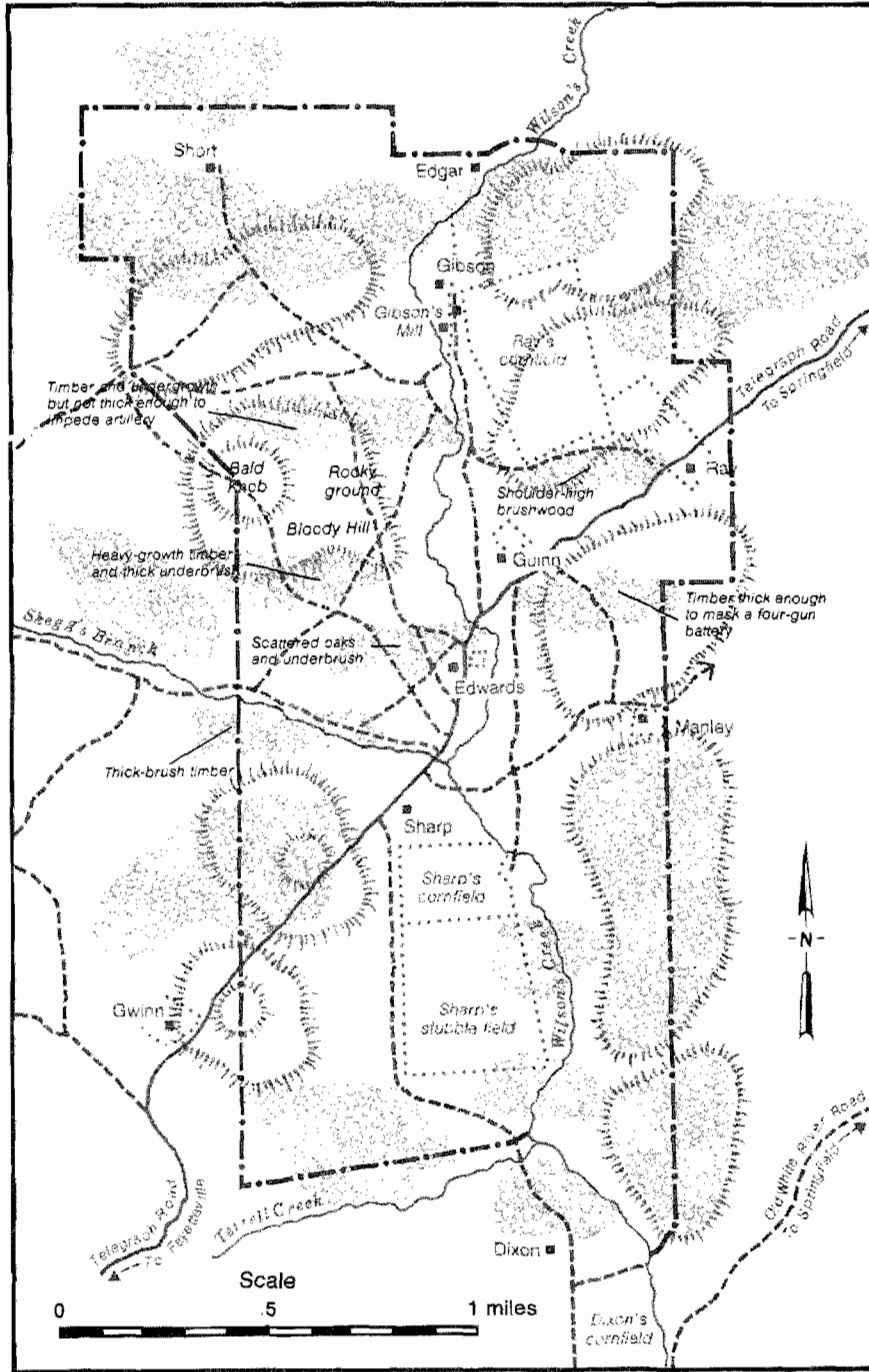 Wilson's Creek
Short
Edgar
Gibson
Gibson's
Mill
Ray's
cornfield
Telegraph Road
To Springfield
Timber and undergrowth
but not thick enough to
impede artillery
Bald
Knob
Rocky
ground
Ray
Shoulder-high
brushwood
Bloody Hill
Heavy-growth timber
and thick underbrush
Guinn
Timber thick enough
to mask a four-gun
battery
Skegg's Branch
Scattered oaks
and underbrush
Edwards
Manley
Thick-brush timber
Sharp
Sharp's
cornfield
N
Wilson's Creek
Gwinn
Sharp's
stubble field
Old White River Road
To Springfield
Terrell Creek
Telegraph Road
To Fayetteville
Dixon
Scale
0 .5 1 miles
Dixon's
cornfield